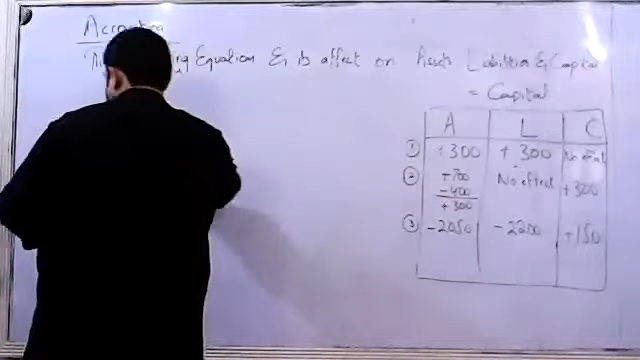 Accounting
Equation & its affect on Assets Liabilities & Capital
= Capital
A L C
① +300 +300 No effect
② +700 No effect +300
-400
+300
③ -2050 -2200 +150